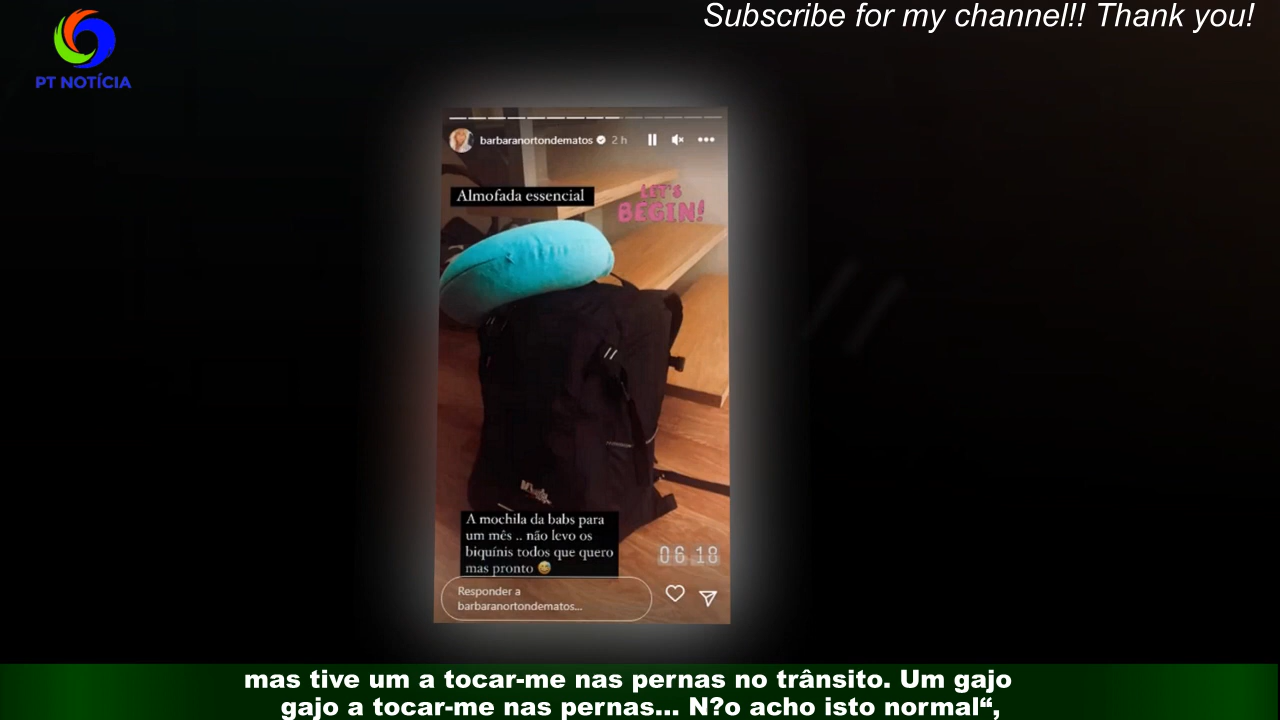 Subscribe for my channel!! Thank you!
PT NOTÍCIA
barbaranortondematos 2 h
Almofada essencial
LET'S
BEGIN!
A mochila da babs para
um mês .. não levo os
biquínis todos que quero
mas pronto 😅
06 18
Responder a
barbaranortondematos...
mas tive um a tocar-me nas pernas no trânsito. Um gajo
gajo a tocar-me nas pernas... N?o acho isto normal“,